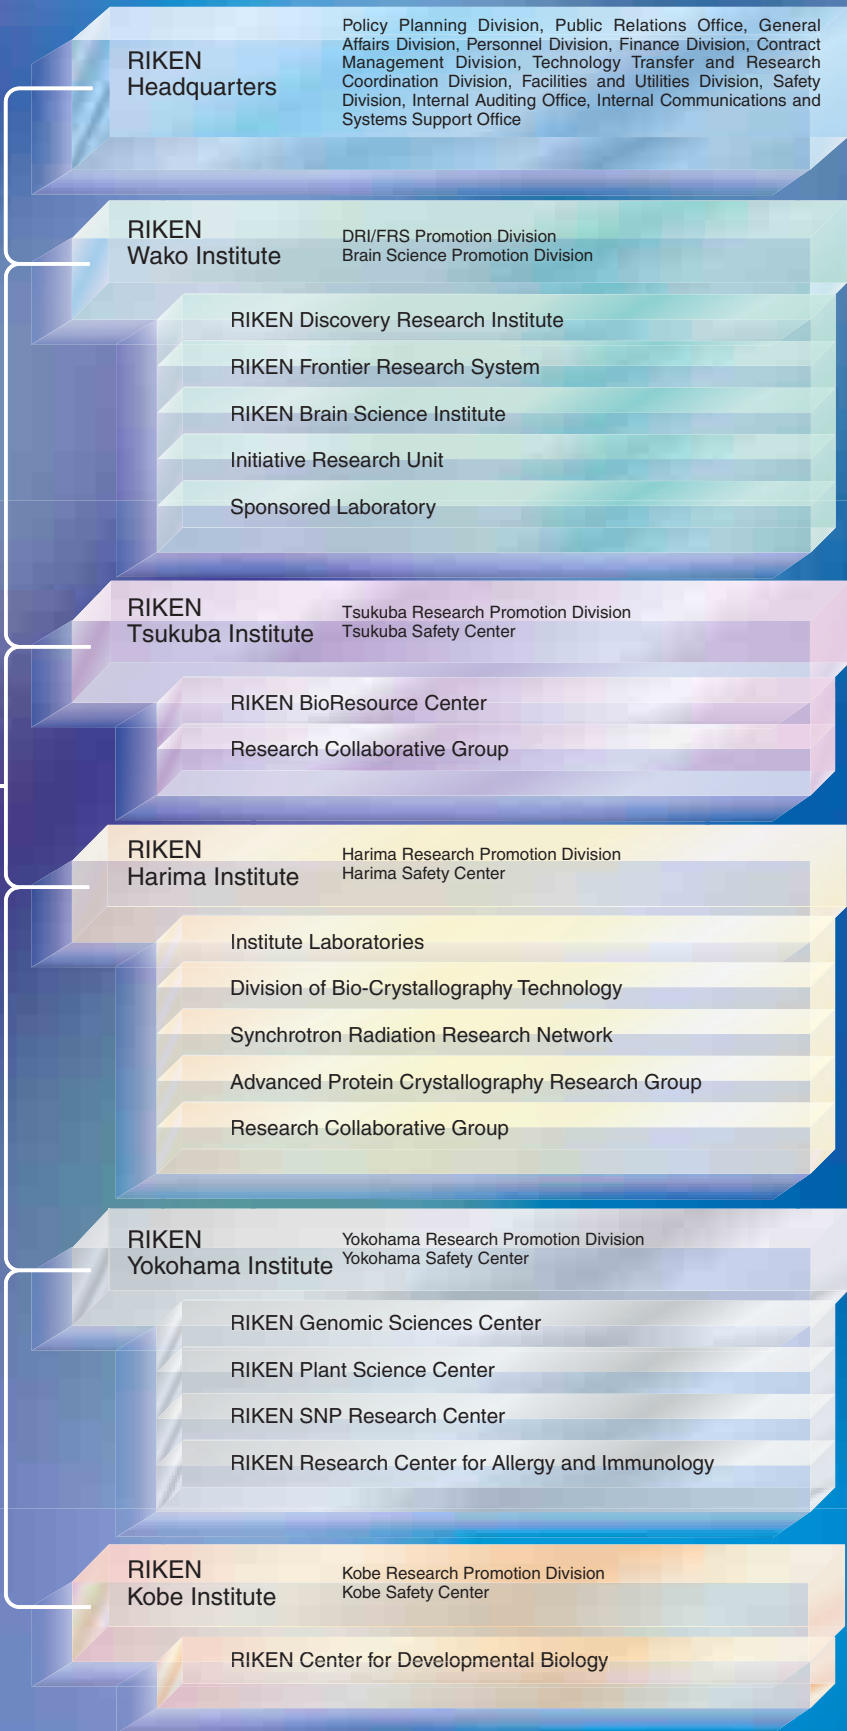 RIKEN
Headquarters
Policy Planning Division, Public Relations Office, General
Affairs Division, Personnel Division, Finance Division, Contract
Management Division, Technology Transfer and Research
Coordination Division, Facilities and Utilities Division, Safety
Division, Internal Auditing Office, Internal Communications and
Systems Support Office
RIKEN
Wako Institute
DRI/FRS Promotion Division
Brain Science Promotion Division
RIKEN Discovery Research Institute
RIKEN Frontier Research System
RIKEN Brain Science Institute
Initiative Research Unit
Sponsored Laboratory
RIKEN
Tsukuba Institute
Tsukuba Research Promotion Division
Tsukuba Safety Center
RIKEN BioResource Center
Research Collaborative Group
RIKEN
Harima Institute
Harima Research Promotion Division
Harima Safety Center
Institute Laboratories
Division of Bio-Crystallography Technology
Synchrotron Radiation Research Network
Advanced Protein Crystallography Research Group
Research Collaborative Group
RIKEN
Yokohama Institute
Yokohama Research Promotion Division
Yokohama Safety Center
RIKEN Genomic Sciences Center
RIKEN Plant Science Center
RIKEN SNP Research Center
RIKEN Research Center for Allergy and Immunology
RIKEN
Kobe Institute
Kobe Research Promotion Division
Kobe Safety Center
RIKEN Center for Developmental Biology